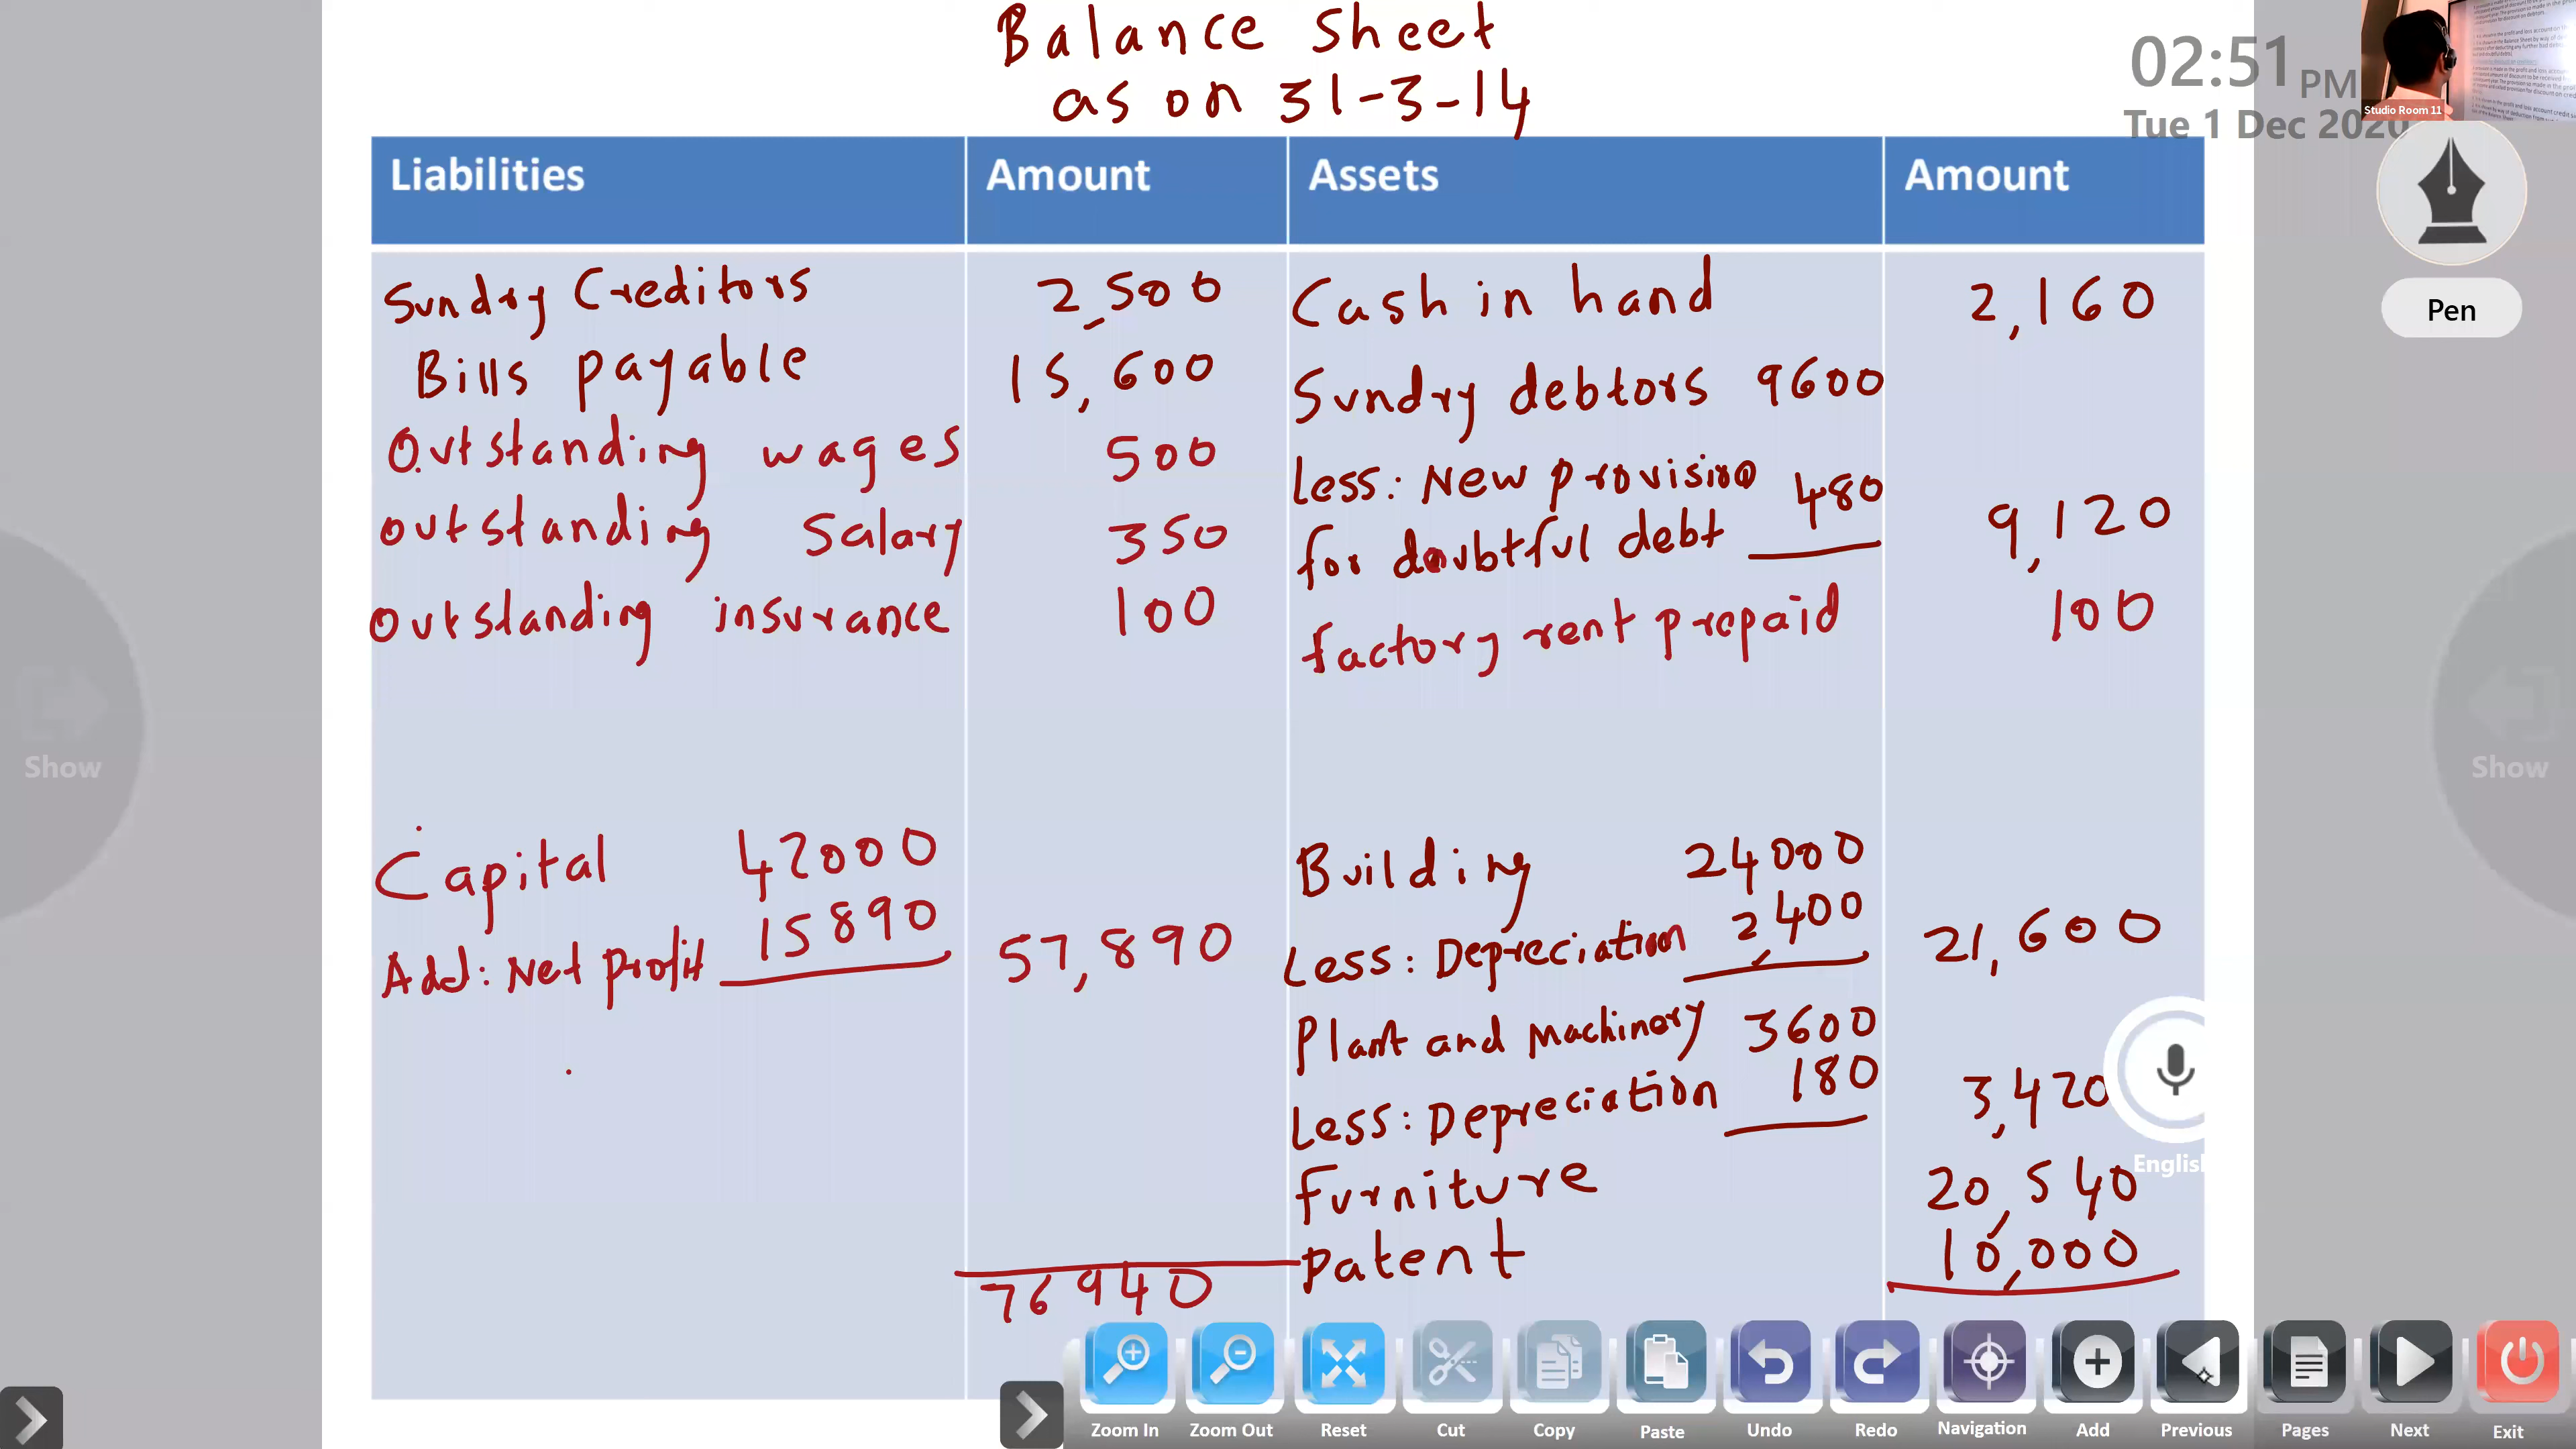 Balance Sheet
as on 31-3-14
02:51 PM
Tue 1 Dec 2020
Studio Room 11
Pen
Liabilities Amount Assets Amount
Sundry Creditors 2,500 Cash in hand 2,160
Bills payable 15,600 Sundry debtors 9600
Outstanding wages 500 Less: New provision 480
outstanding Salary 350 for doubtful debt 9,120
outstanding insurance 100 factory rent prepaid 100
Show
Show
Capital 42000 Building 24000
Add: Net profit 15890 57,890 Less: Depreciation 2,400 21,600
Plant and Machinery 3600
Less: Depreciation 180 3,420
English
furniture 20,540
patent 10,000
76940
Zoom In Zoom Out Reset Cut Copy Paste Undo Redo Navigation Add Previous Pages Next Exit